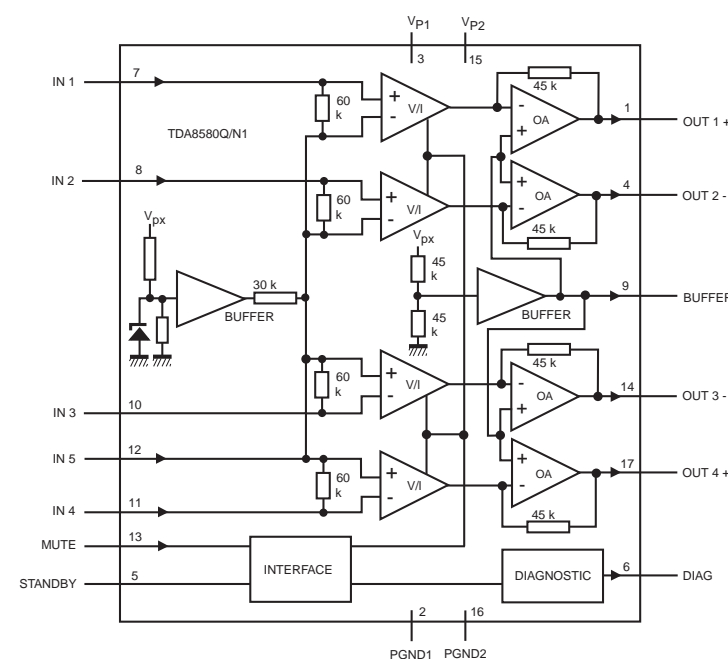 VP1
VP2
3
15
IN 1
7
60
k
+
-
V/I
45 k
-
+
OA
1
OUT 1 +
TDA8580Q/N1
IN 2
8
60
k
+
-
V/I
+
-
OA
45 k
4
OUT 2 -
Vpx
30 k
BUFFER
Vpx
45
k
45
k
BUFFER
9
BUFFER
IN 3
10
60
k
+
-
V/I
45 k
-
+
OA
14
OUT 3 -
IN 5
12
IN 4
11
60
k
+
-
V/I
+
-
OA
45 k
17
OUT 4 +
MUTE
13
STANDBY
5
INTERFACE
DIAGNOSTIC
6
DIAG
2
16
PGND1
PGND2